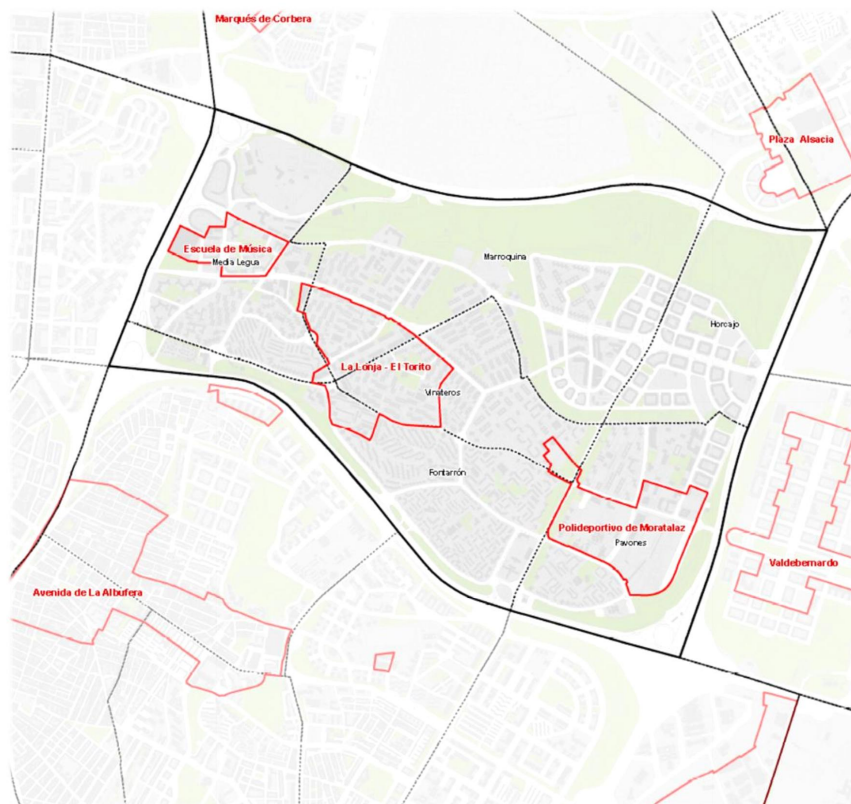 Marqués de Corbera
Plaza Alsacia
Escuela de Música
Media Legua
Marroquina
Horcajo
La Lonja - El Torito
Vinateros
Fontarrón
Polideportivo de Moratalaz
Pavones
Valdebernardo
Avenida de La Albufera